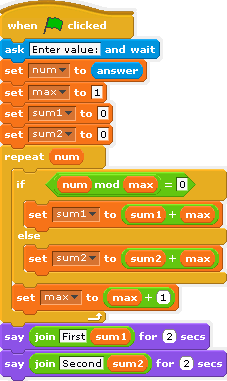 when clicked
ask Enter value: and wait
set num to answer
set max to 1
set sum1 to 0
set sum2 to 0
repeat num
if num mod max = 0
set sum1 to sum1 + max
else
set sum2 to sum2 + max
set max to max + 1
say join First sum1 for 2 secs
say join Second sum2 for 2 secs